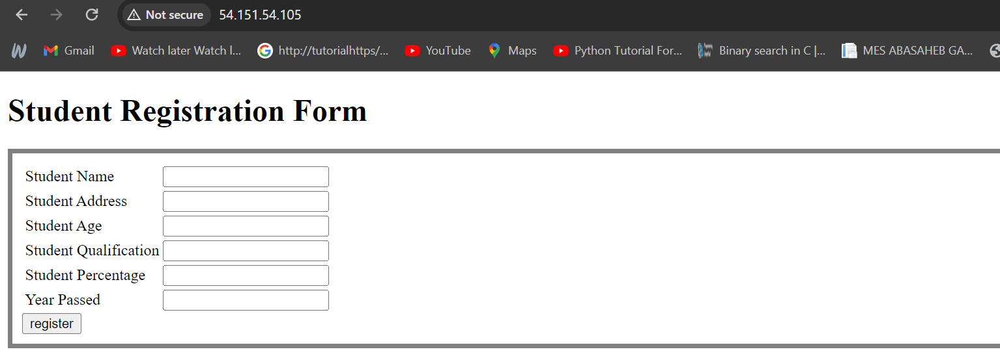 Not secure 54.151.54.105
Gmail Watch later Watch l... http://tutorialhttps/... YouTube Maps Python Tutorial For... Binary search in C |... MES ABASAHEB GA...
Student Registration Form
Student Name
Student Address
Student Age
Student Qualification
Student Percentage
Year Passed
register